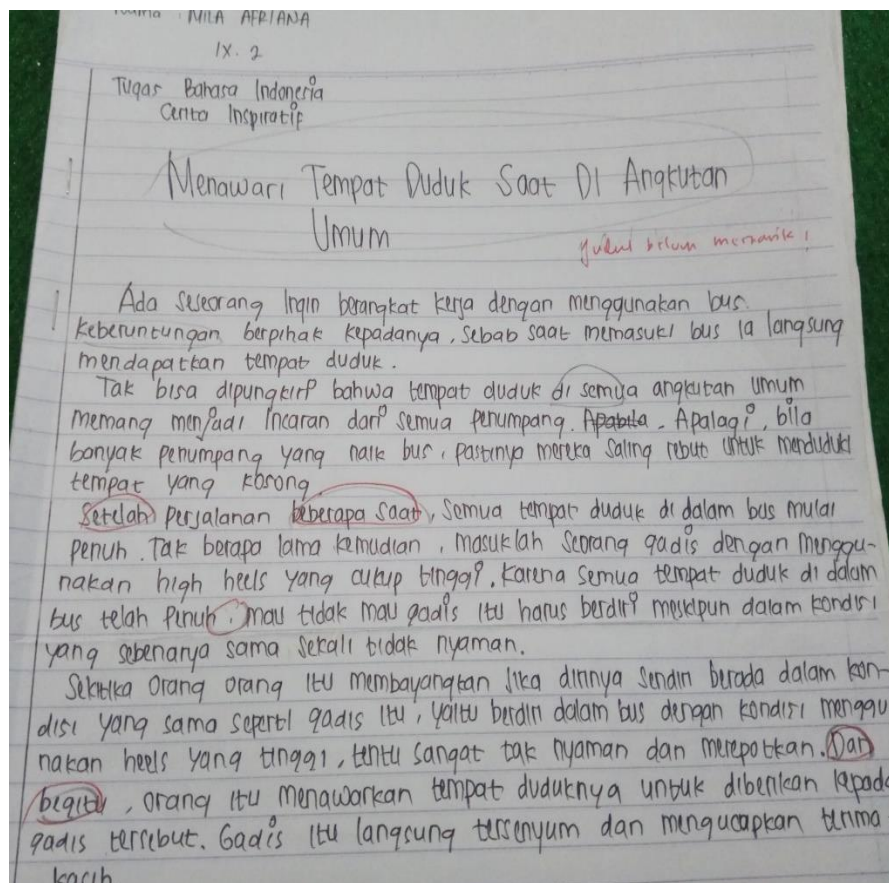 Nama : NILA AFRIANA
IX. 2
Tugas Bahasa Indonesia
Cerita Inspiratif
Menawari Tempat Duduk Saat Di Angkutan
Umum
Judul belum menarik!
Ada seseorang Ingin berangkat kerja dengan menggunakan bus.
Keberuntungan berpihak kepadanya, sebab saat memasuki bus ia langsung
mendapatkan tempat duduk.
Tak bisa dipungkiri bahwa tempat duduk di semua angkutan umum
memang menjadi Incaran dari semua penumpang. Apabila. Apalagi, bila
banyak penumpang yang naik bus, pastinya mereka saling rebut untuk menduduki
tempat yang kosong
Setelah Perjalanan beberapa saat, semua tempat duduk di dalam bus mulai
penuh. Tak berapa lama kemudian, masuklah seorang gadis dengan menggu-
nakan high heels yang cukup tinggi. Karena semua tempat duduk di dalam
bus telah Penuh, mau tidak mau gadis itu harus berdiri meskipun dalam kondisi
yang sebenarya sama sekali tidak nyaman.
Seketika Orang orang itu membayangkan Jika dirinya Sendiri berada dalam kon-
disi yang sama seperti gadis itu, yaitu berdiri dalam bus dengan kondisi menggu
nakan heels yang tinggi, tentu sangat tak nyaman dan merepotkan. Dan
begitu, orang itu menawarkan tempat duduknya untuk diberikan kepada
gadis tersebut. Gadis itu langsung tersenyum dan mengucapkan terima
kasih